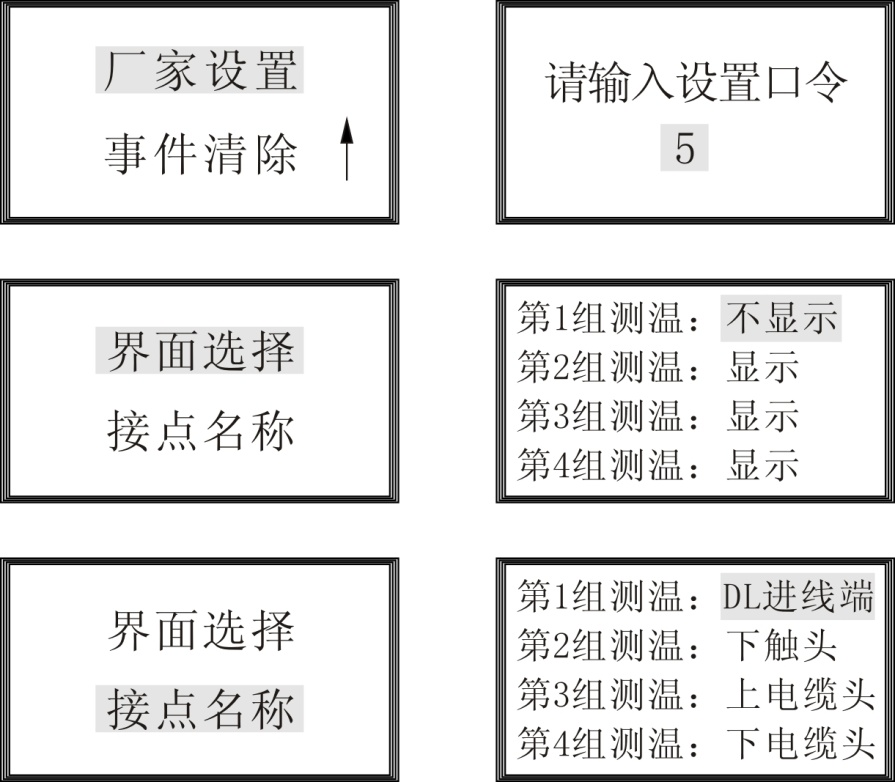 厂家设置
事件清除
请输入设置口令
5
界面选择
接点名称
第1组测温：不显示
第2组测温：显示
第3组测温：显示
第4组测温：显示
界面选择
接点名称
第1组测温：DL进线端
第2组测温：下触头
第3组测温：上电缆头
第4组测温：下电缆头